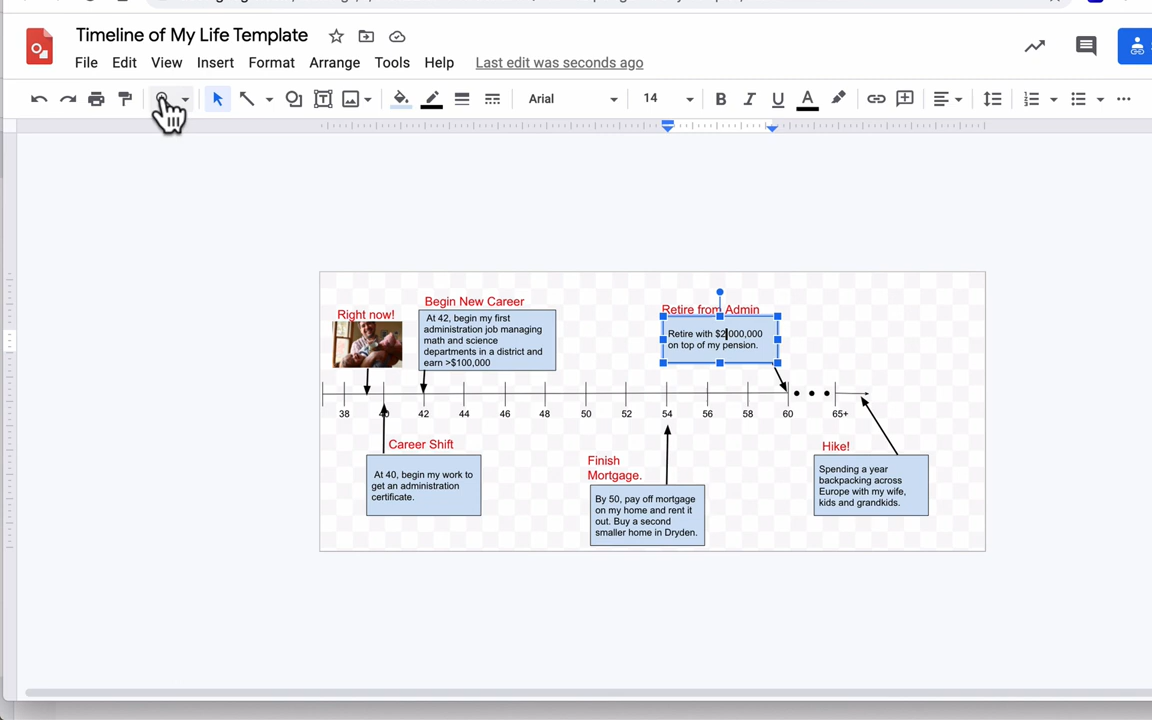 Timeline of My Life Template
File Edit View Insert Format Arrange Tools Help Last edit was seconds ago
Arial 14 B I U A
Begin New Career
Right now!
At 42, begin my first
administration job managing
math and science
departments in a district and
earn >$100,000
Retire from Admin
Retire with $2,000,000
on top of my pension.
38 40 42 44 46 48 50 52 54 56 58 60 65+
Career Shift
At 40, begin my work to
get an administration
certificate.
Finish
Mortgage.
By 50, pay off mortgage
on my home and rent it
out. Buy a second
smaller home in Dryden.
Hike!
Spending a year
backpacking across
Europe with my wife,
kids and grandkids.